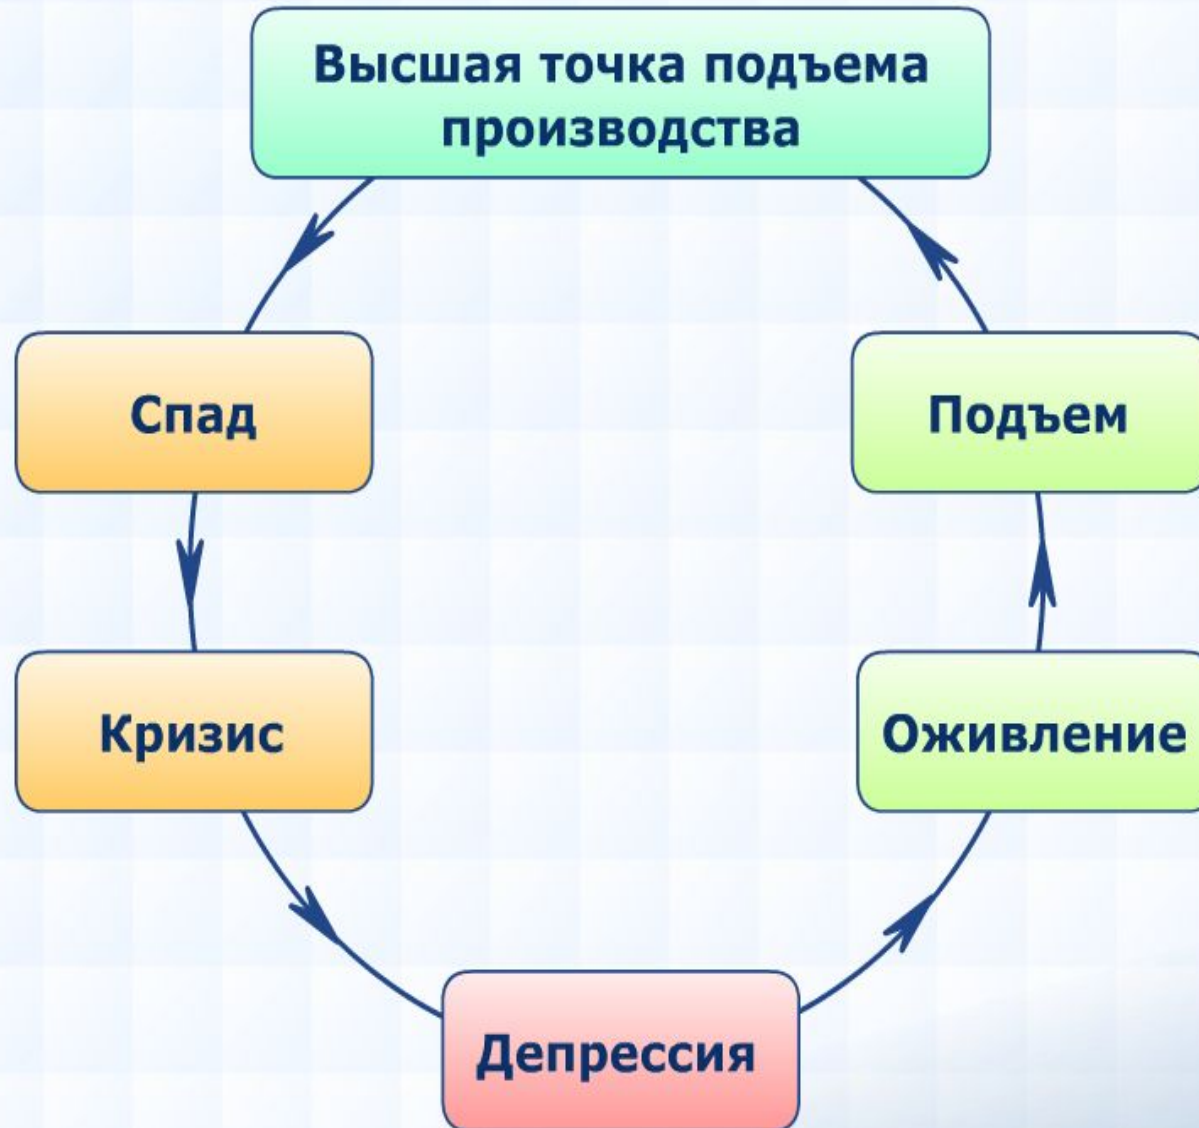 Высшая точка подъема
производства
Спад
Подъем
Кризис
Оживление
Депрессия